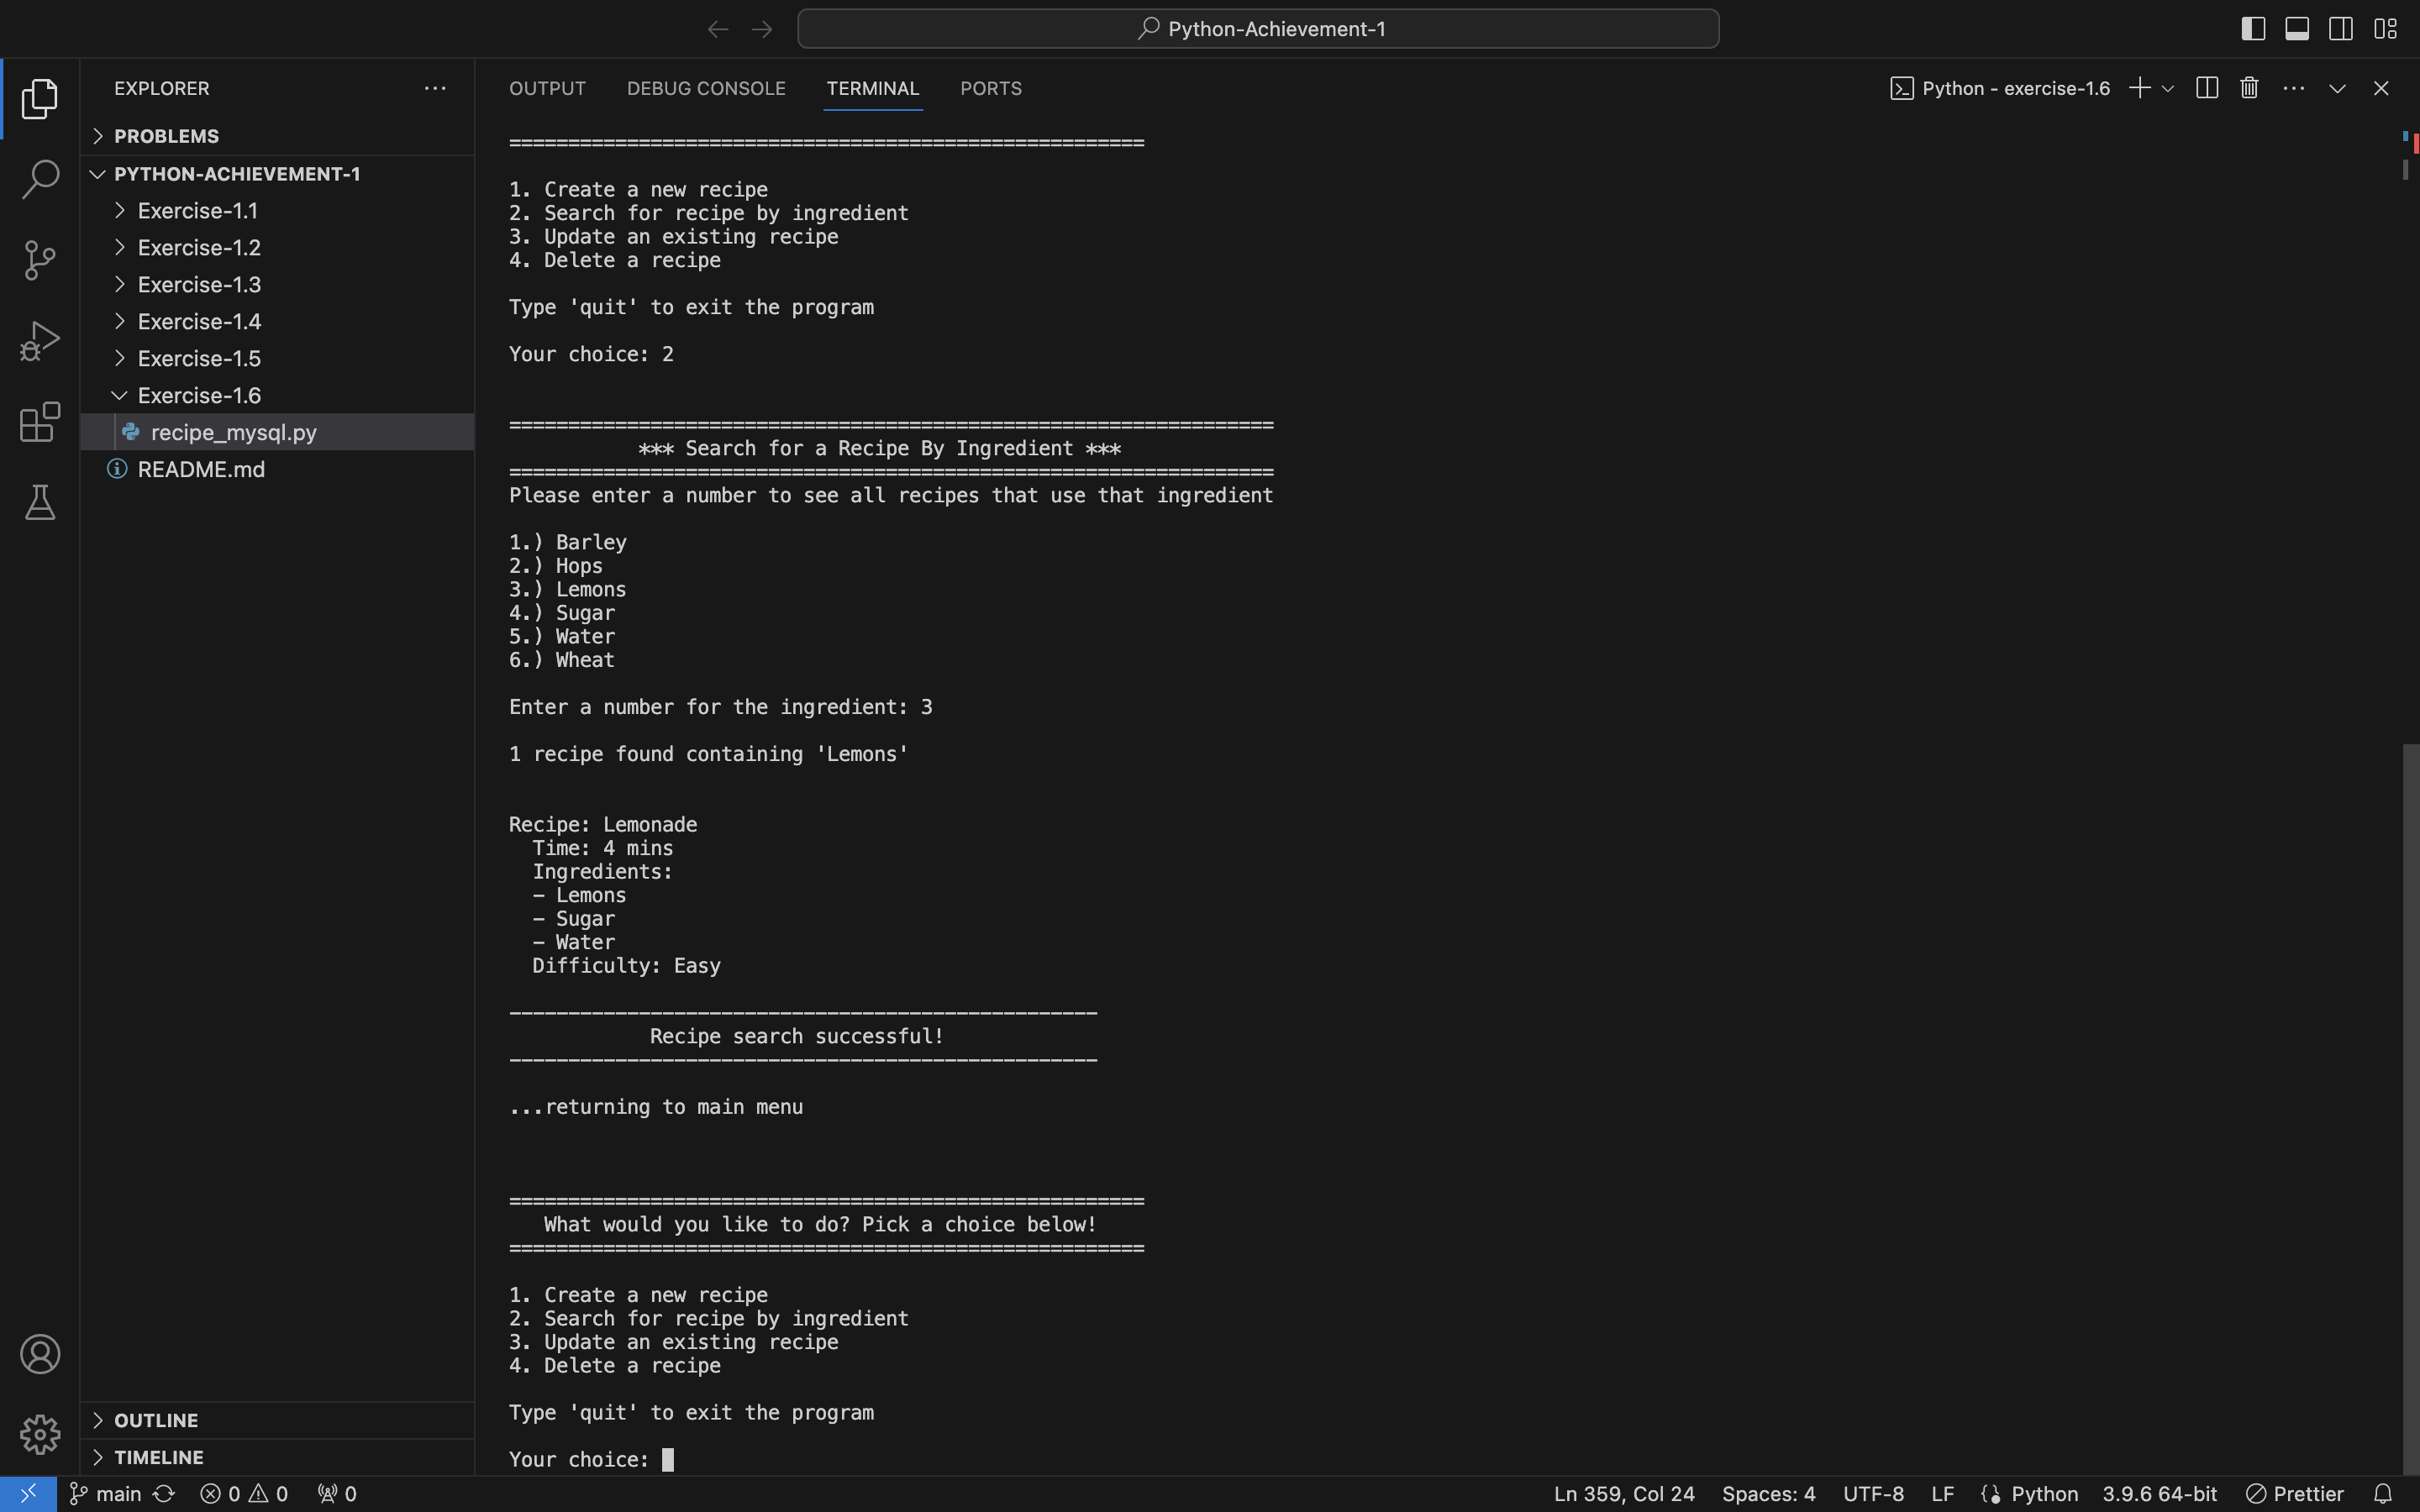 Python-Achievement-1
EXPLORER
PROBLEMS
PYTHON-ACHIEVEMENT-1
Exercise-1.1
Exercise-1.2
Exercise-1.3
Exercise-1.4
Exercise-1.5
Exercise-1.6
recipe_mysql.py
README.md
OUTLINE
TIMELINE
OUTPUT DEBUG CONSOLE TERMINAL PORTS
Python - exercise-1.6
======================================================
1. Create a new recipe
2. Search for recipe by ingredient
3. Update an existing recipe
4. Delete a recipe
Type 'quit' to exit the program
Your choice: 2
=================================================================
*** Search for a Recipe By Ingredient ***
=================================================================
Please enter a number to see all recipes that use that ingredient
1.) Barley
2.) Hops
3.) Lemons
4.) Sugar
5.) Water
6.) Wheat
Enter a number for the ingredient: 3
1 recipe found containing 'Lemons'
Recipe: Lemonade
Time: 4 mins
Ingredients:
- Lemons
- Sugar
- Water
Difficulty: Easy
--------------------------------------------------
Recipe search successful!
--------------------------------------------------
...returning to main menu
======================================================
What would you like to do? Pick a choice below!
======================================================
1. Create a new recipe
2. Search for recipe by ingredient
3. Update an existing recipe
4. Delete a recipe
Type 'quit' to exit the program
Your choice:
main 0 0 0 Ln 359, Col 24 Spaces: 4 UTF-8 LF Python 3.9.6 64-bit Prettier